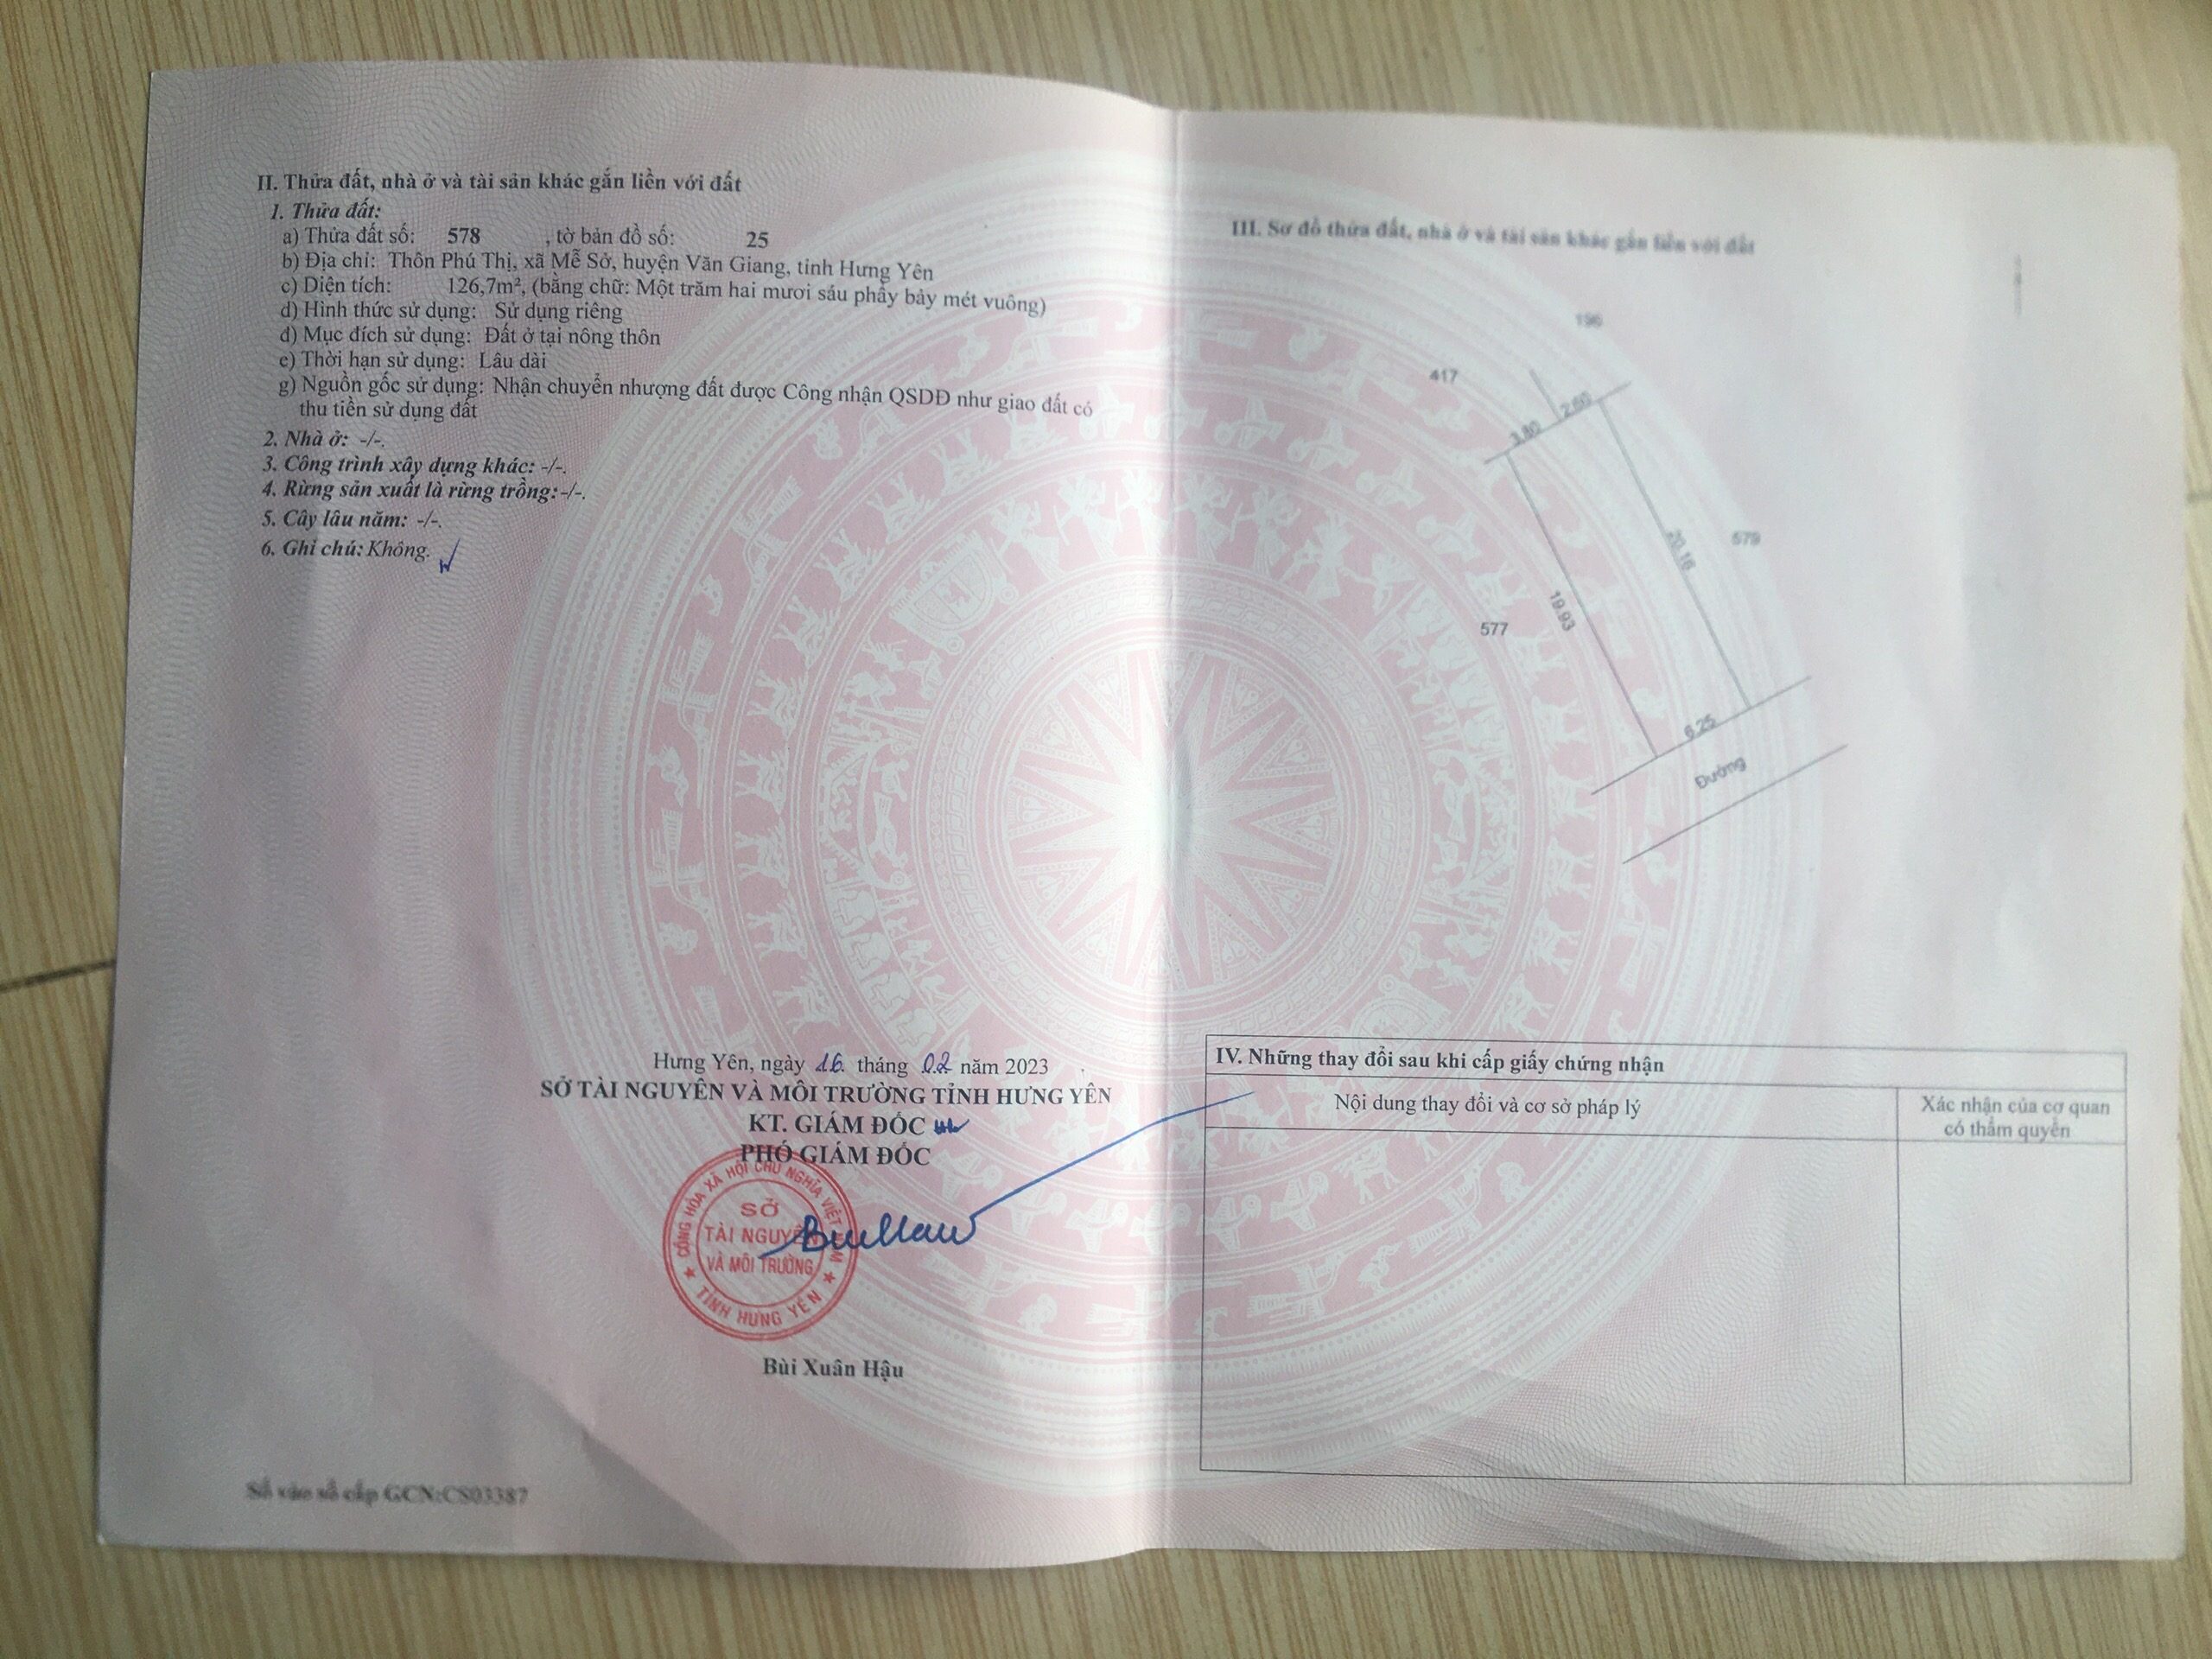 II. Thửa đất, nhà ở và tài sản khác gắn liền với đất
1. Thửa đất:
a) Thửa đất số: 578 , tờ bản đồ số: 25
b) Địa chỉ: Thôn Phú Thị, xã Mễ Sở, huyện Văn Giang, tỉnh Hưng Yên
c) Diện tích: 126,7m², (bằng chữ: Một trăm hai mươi sáu phẩy bảy mét vuông)
d) Hình thức sử dụng: Sử dụng riêng
đ) Mục đích sử dụng: Đất ở tại nông thôn
e) Thời hạn sử dụng: Lâu dài
g) Nguồn gốc sử dụng: Nhận chuyển nhượng đất được Công nhận QSDĐ như giao đất có
thu tiền sử dụng đất
2. Nhà ở: -/-.
3. Công trình xây dựng khác: -/-.
4. Rừng sản xuất là rừng trồng:-/-.
5. Cây lâu năm: -/-.
6. Ghi chú: Không.
Hưng Yên, ngày 16 tháng 02 năm 2023
SỞ TÀI NGUYÊN VÀ MÔI TRƯỜNG TỈNH HƯNG YÊN
KT. GIÁM ĐỐC
PHÓ GIÁM ĐỐC
CỘNG HÒA XÃ HỘI CHỦ NGHĨA VIỆT NAM
SỞ
TÀI NGUYÊN
VÀ MÔI TRƯỜNG
TỈNH HƯNG YÊN
Bùi Xuân Hậu
Số vào sổ cấp GCN:CS03387
III. Sơ đồ thửa đất, nhà ở và tài sản khác gắn liền với đất
196
417
2.60
3.80
20.16
579
19.93
577
6.25
Đường
IV. Những thay đổi sau khi cấp giấy chứng nhận
Nội dung thay đổi và cơ sở pháp lý
Xác nhận của cơ quan
có thẩm quyền